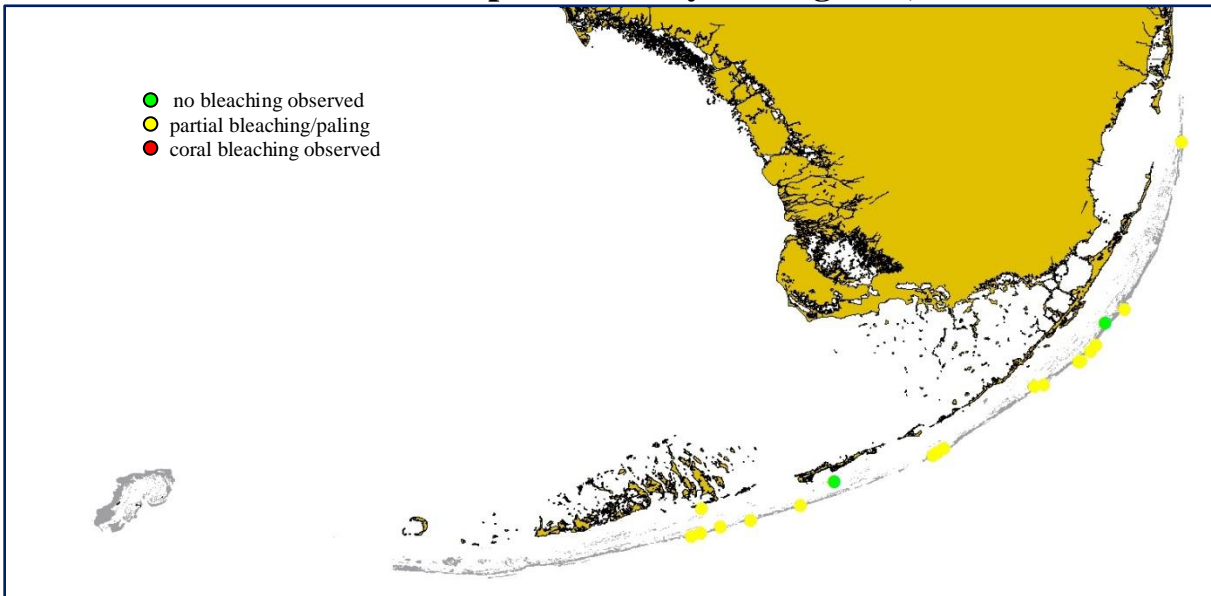 no bleaching observed
partial bleaching/paling
coral bleaching observed